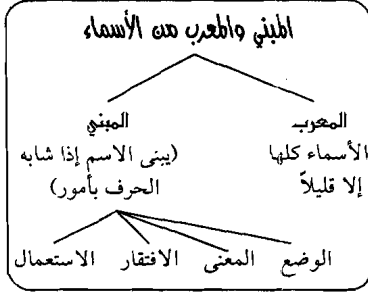 المبني والمعرب من الأسماء
المعرب المبني
الأسماء كلها (يبنى الاسم إذا شابه
إلا قليلاً الحرف بأمور)
الوضع المعنى الافتقار الاستعمال